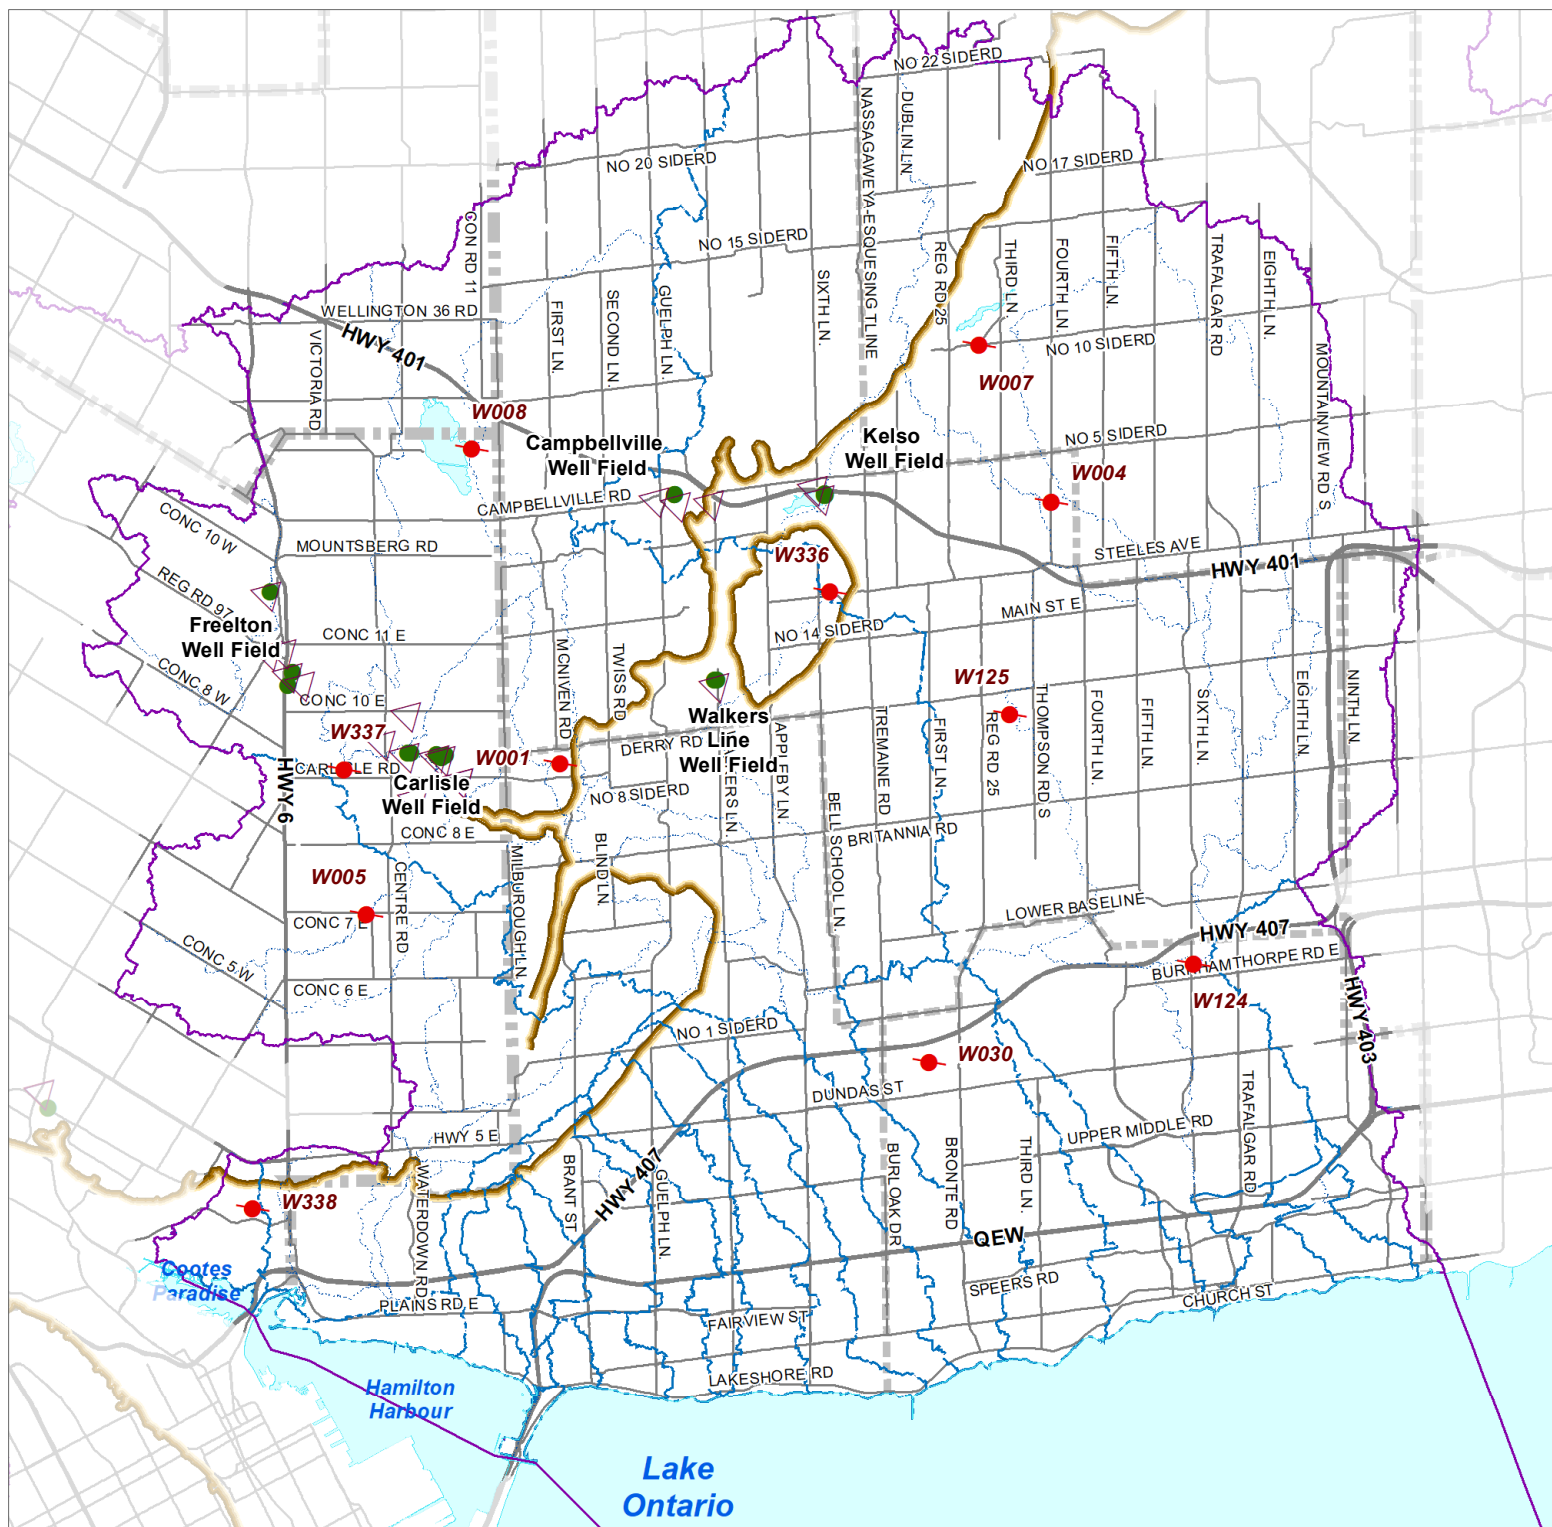 NO 22 SIDERD
NASSAGAWEYA-ESQUESING TLINE
DUBLIN LN.
NO 20 SIDERD
NO 17 SIDERD
CON RD 11
NO 15 SIDERD
REG RD 25
THIRD LN.
FOURTH LN.
FIFTH LN.
TRAFALGAR RD
EIGHTH LN.
SIXTH LN.
WELLINGTON 36 RD
HWY 401
VICTORIA RD
FIRST LN.
SECOND LN.
GUELPH LN.
NO 10 SIDERD
MOUNTAINVIEW RD S
W007
W008
Campbellville
Well Field
Kelso
Well Field
NO 5 SIDERD
W004
CAMPBELLVILLE RD
CONC 10 W
MOUNTSBERG RD
STEELES AVE
HWY 401
W336
REG RD 97
MAIN ST E
Freelton
Well Field
CONC 11 E
NO 14 SIDERD
MCNIVEN RD
TWISS RD
CONC 8 W
CONC 10 E
W125
THOMPSON RD S
FOURTH LN.
FIFTH LN.
SIXTH LN.
EIGHTH LN.
NINTH LN.
Walkers
Line
Well Field
W337
DERRY RD
WALKERS LN.
APPLEBY LN.
TREMAINE RD
FIRST LN.
REG RD 25
W001
CARLISLE RD
HWY 6
Carlisle
Well Field
NO 8 SIDERD
BELL SCHOOL LN.
BRITANNIA RD
CONC 8 E
MILBOROUGH LN.
BLIND LN.
W005
CENTRE RD
CONC 7 E
LOWER BASELINE
HWY 407
CONC 5 W
BURNHAMTHORPE RD E
CONC 6 E
W124
HWY 403
NO 1 SIDERD
W030
DUNDAS ST
TRAFALGAR RD
HWY 5 E
UPPER MIDDLE RD
WATERDOWN RD
BRANT ST
HWY 407
GUELPH LN.
BURLOAK DR
BRONTE RD
THIRD LN.
W338
QEW
Cootes
Paradise
SPEERS RD
CHURCH ST
PLAINS RD E
FAIRVIEW ST
LAKESHORE RD
Hamilton
Harbour
Lake
Ontario